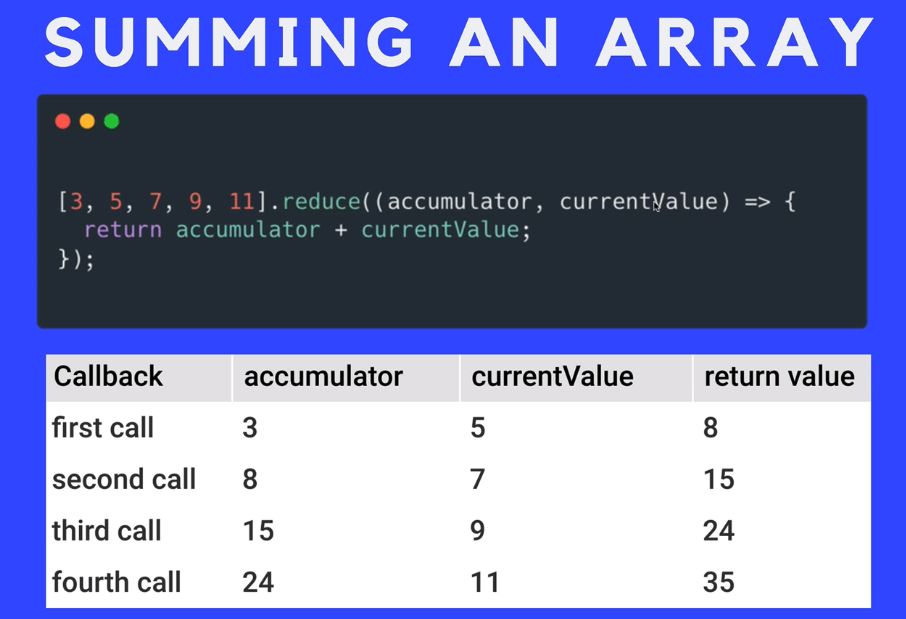 SUMMING AN ARRAY
[3, 5, 7, 9, 11].reduce((accumulator, currentValue) => {
  return accumulator + currentValue;
});
Callback accumulator currentValue return value
first call 3 5 8
second call 8 7 15
third call 15 9 24
fourth call 24 11 35